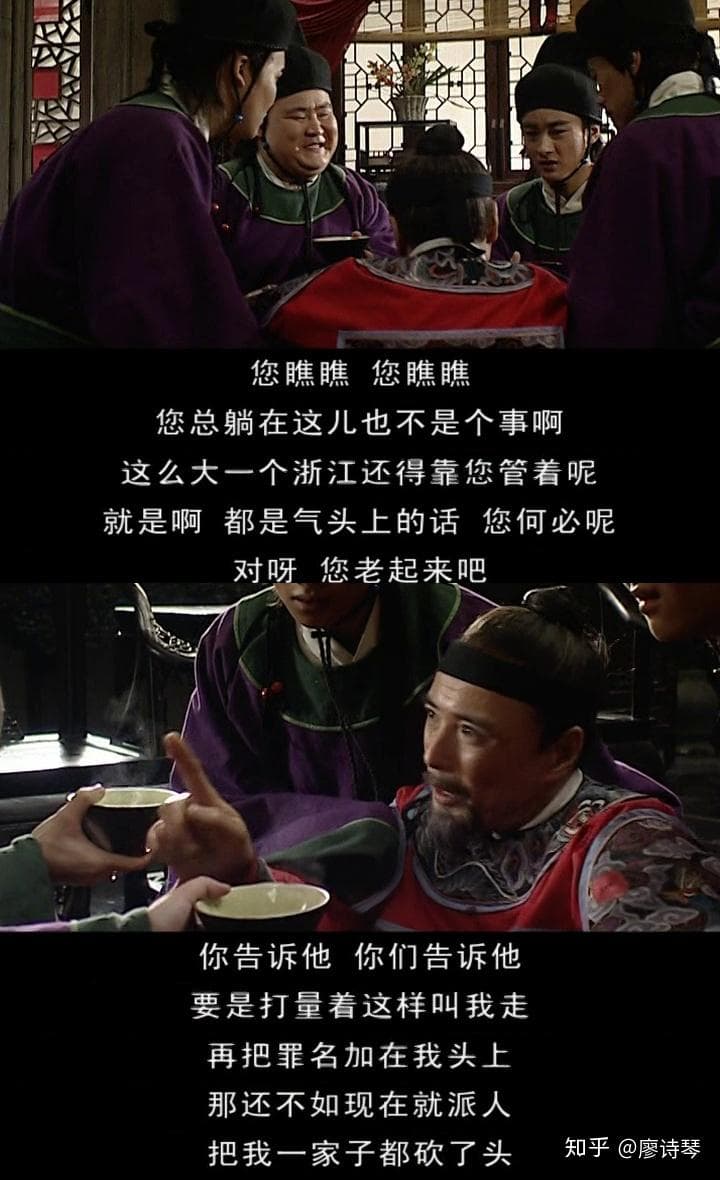 您瞧瞧 您瞧瞧
您总躺在这儿也不是个事啊
这么大一个浙江还得靠您管着呢
就是啊 都是气头上的话 您何必呢
对呀 您老起来吧
你告诉他 你们告诉他
要是打量着这样叫我走
再把罪名加在我头上
那还不如现在就派人
把我一家子都砍了头
知乎 @廖诗琴